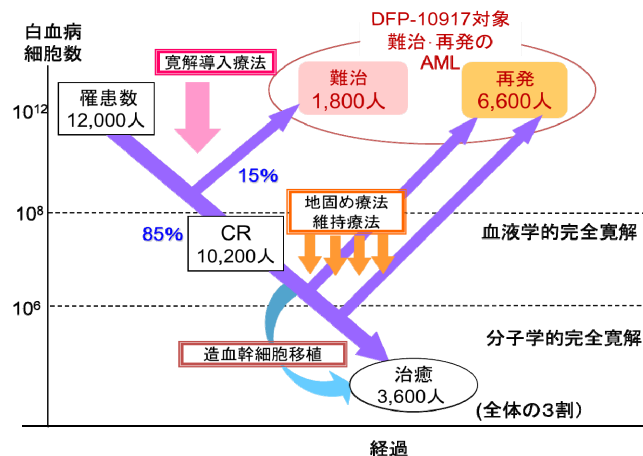 白血病
細胞数
DFP-10917対象
難治·再発の
AML
寛解導入療法
難治
1,800人
再発
6,600人
10¹²
罹患数
12,000人
15%
地固め療法
維持療法
10⁸
85%
CR
10,200人
血液学的完全寛解
10⁶
分子学的完全寛解
造血幹細胞移植
治癒
3,600人
(全体の3割)
経過